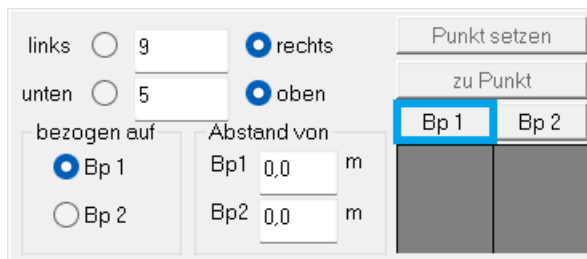 links 9 rechts Punkt setzen
unten 5 oben zu Punkt
bezogen auf Abstand von Bp 1 Bp 2
Bp 1 Bp1 0,0 m
Bp 2 Bp2 0,0 m